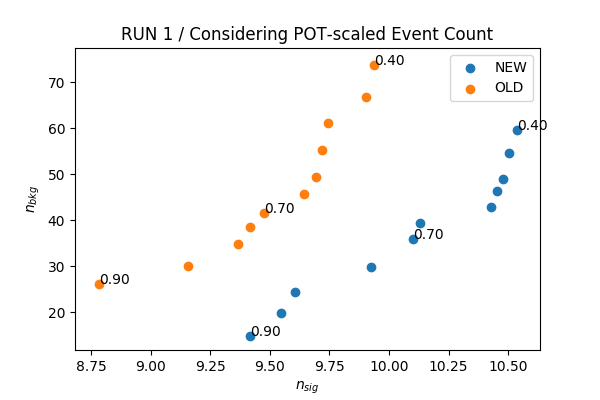 RUN 1 / Considering POT-scaled Event Count
NEW
OLD
0.40
0.40
0.70
0.70
0.90
0.90
70
60
50
40
30
20
n_bkg
8.75 9.00 9.25 9.50 9.75 10.00 10.25 10.50
n_sig